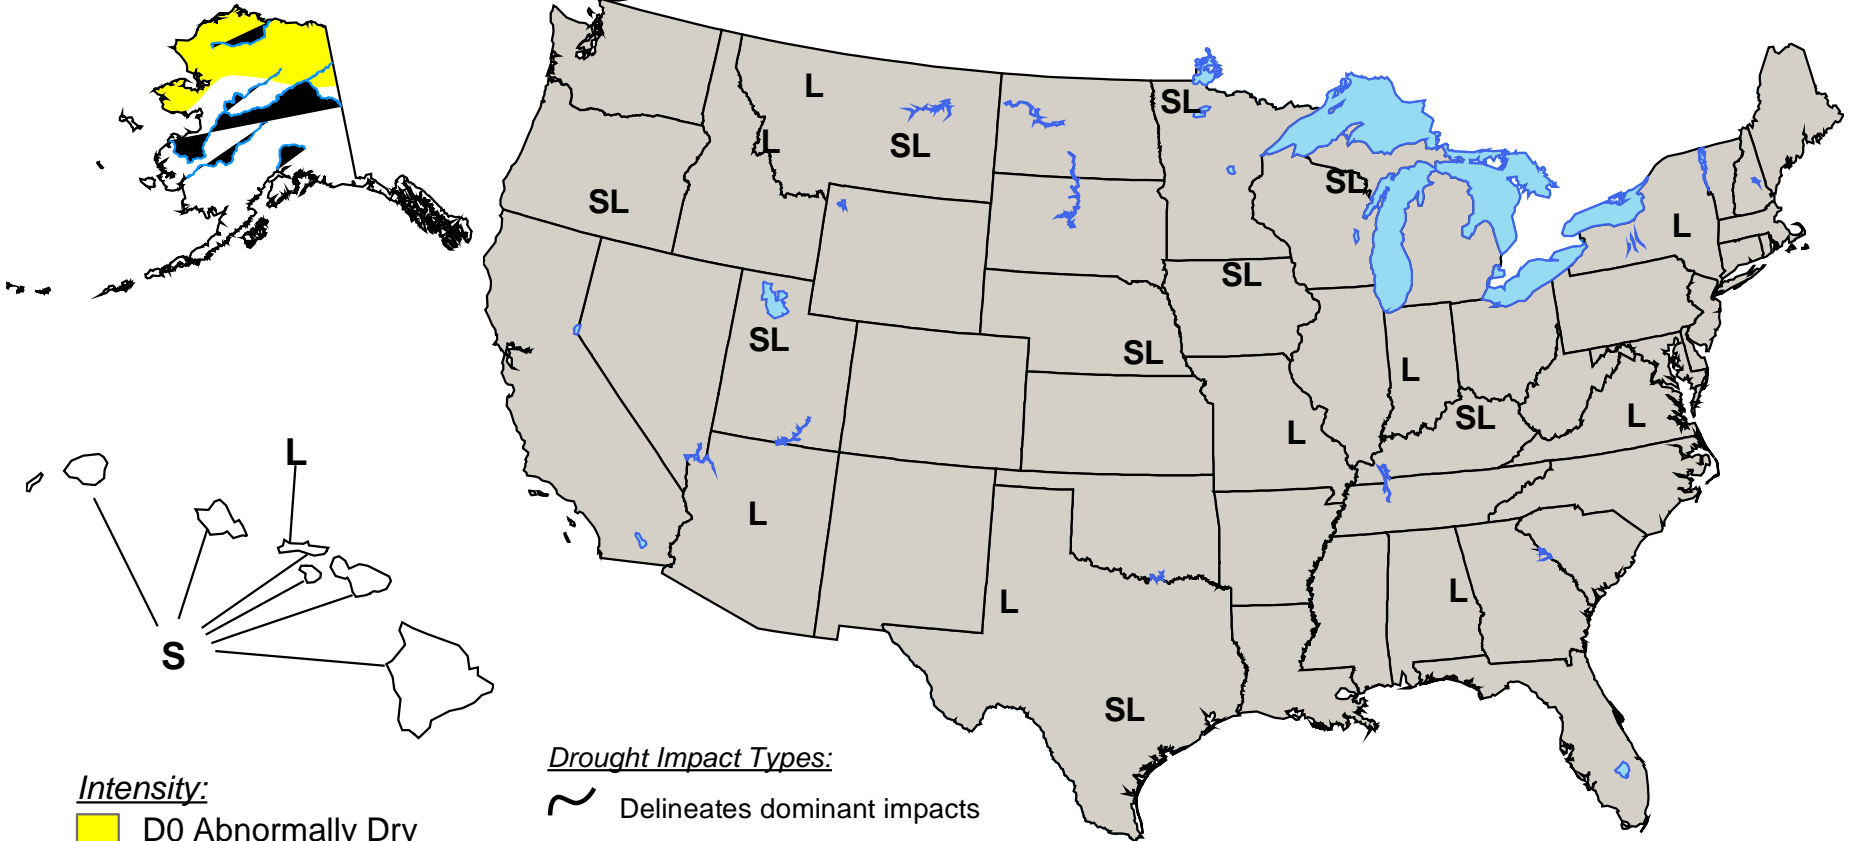 L
SL
L
SL
SL
SL
SL
L
SL
SL
SL
L
SL
L
L
L
L
L
L
SL
S
Drought Impact Types:
Delineates dominant impacts
Intensity:
D0 Abnormally Dry